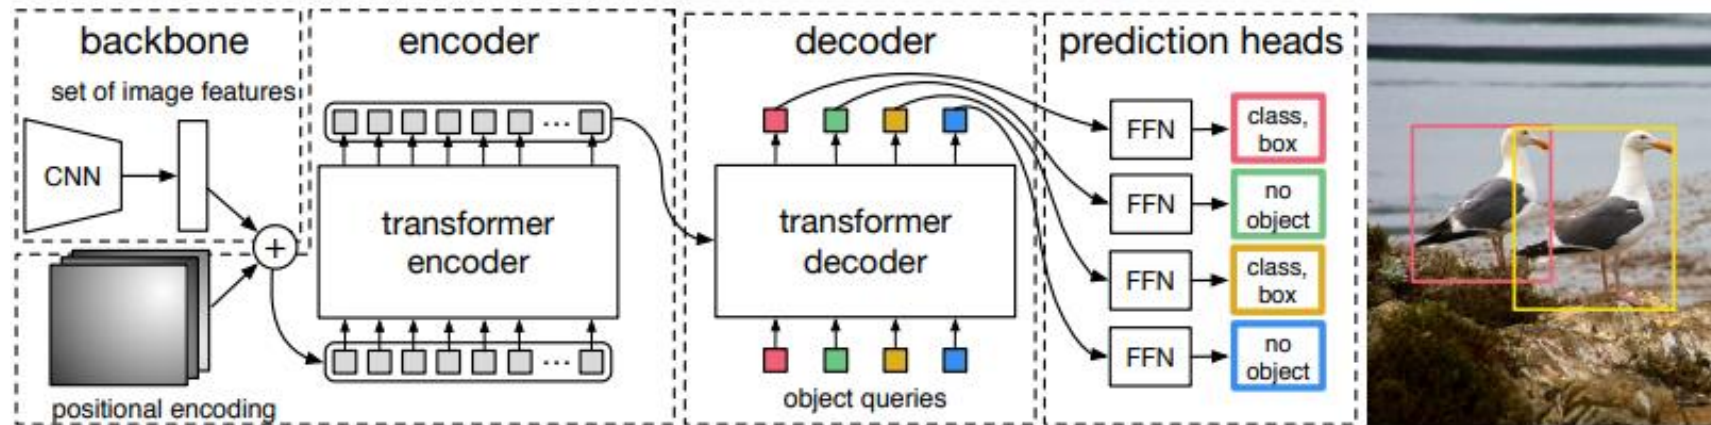 backbone
set of image features
CNN
+
positional encoding
encoder
...
transformer
encoder
...
decoder
transformer
decoder
object queries
prediction heads
FFN
class,
box
FFN
no
object
FFN
class,
box
FFN
no
object